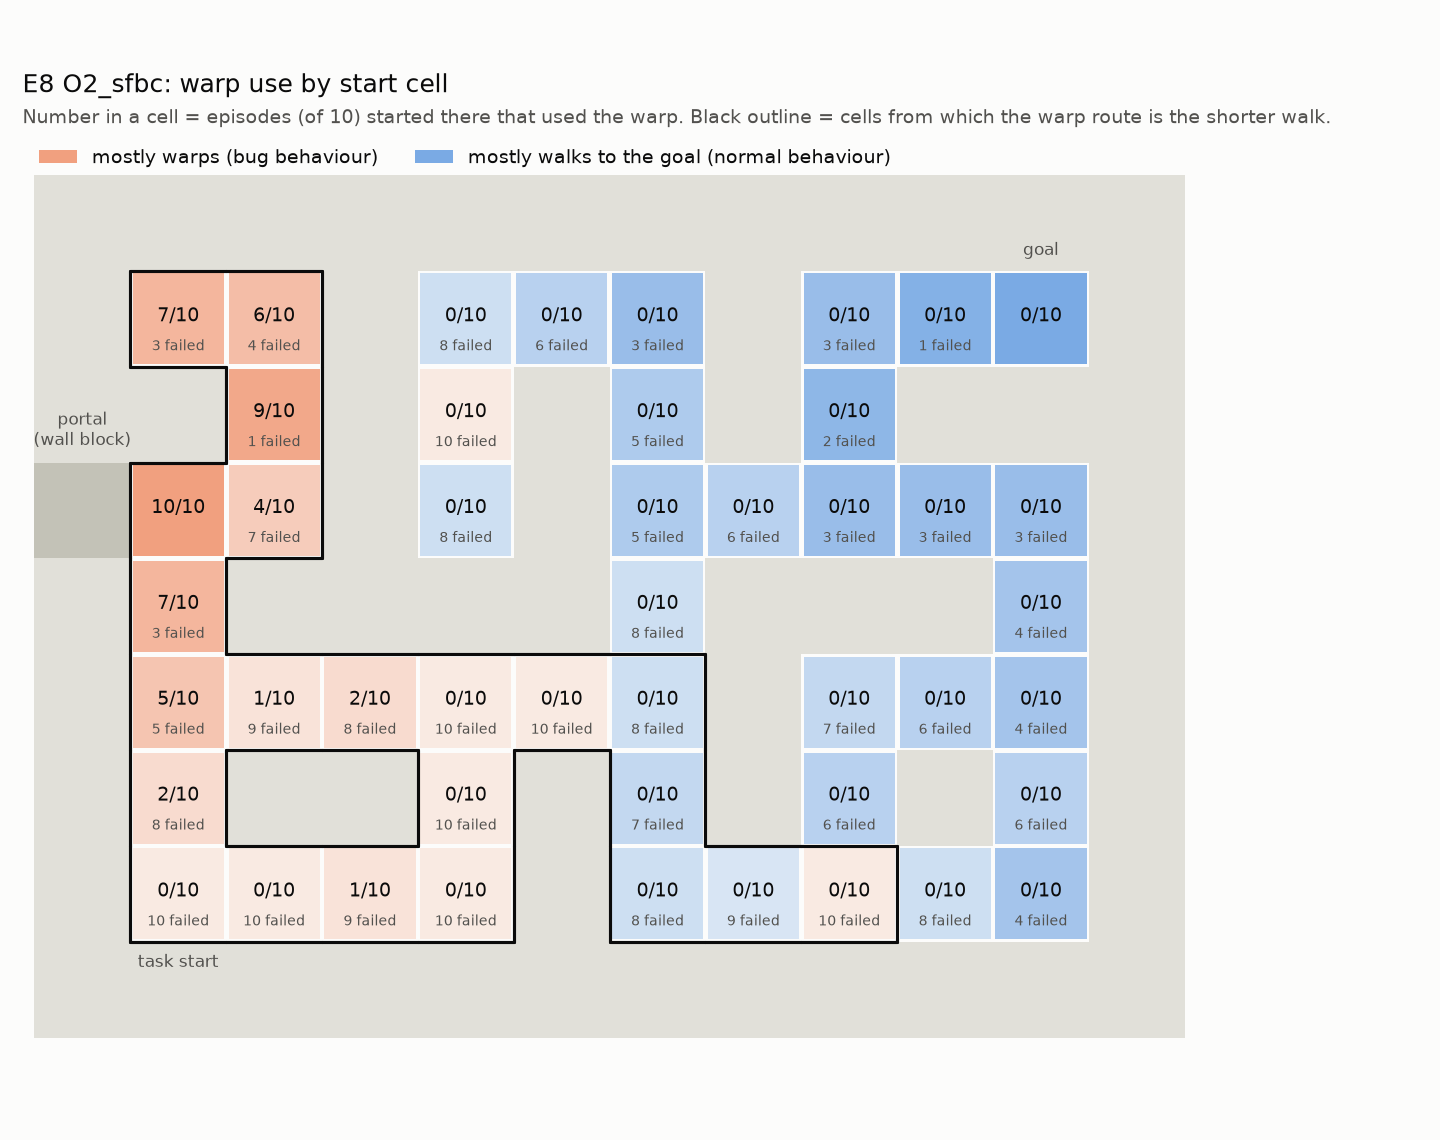 E8 O2_sfbc: warp use by start cell
Number in a cell = episodes (of 10) started there that used the warp. Black outline = cells from which the warp route is the shorter walk.
mostly warps (bug behaviour) mostly walks to the goal (normal behaviour)
goal
7/10 6/10 0/10 0/10 0/10 0/10 0/10 0/10
3 failed 4 failed 8 failed 6 failed 3 failed 3 failed 1 failed
portal
(wall block)
9/10 0/10 0/10 0/10
1 failed 10 failed 5 failed 2 failed
10/10 4/10 0/10 0/10 0/10 0/10 0/10 0/10
7 failed 8 failed 5 failed 6 failed 3 failed 3 failed 3 failed
7/10 0/10 0/10
3 failed 8 failed 4 failed
5/10 1/10 2/10 0/10 0/10 0/10 0/10 0/10 0/10
5 failed 9 failed 8 failed 10 failed 10 failed 8 failed 7 failed 6 failed 4 failed
2/10 0/10 0/10 0/10 0/10
8 failed 10 failed 7 failed 6 failed 6 failed
0/10 0/10 1/10 0/10 0/10 0/10 0/10 0/10 0/10
10 failed 10 failed 9 failed 10 failed 8 failed 9 failed 10 failed 8 failed 4 failed
task start